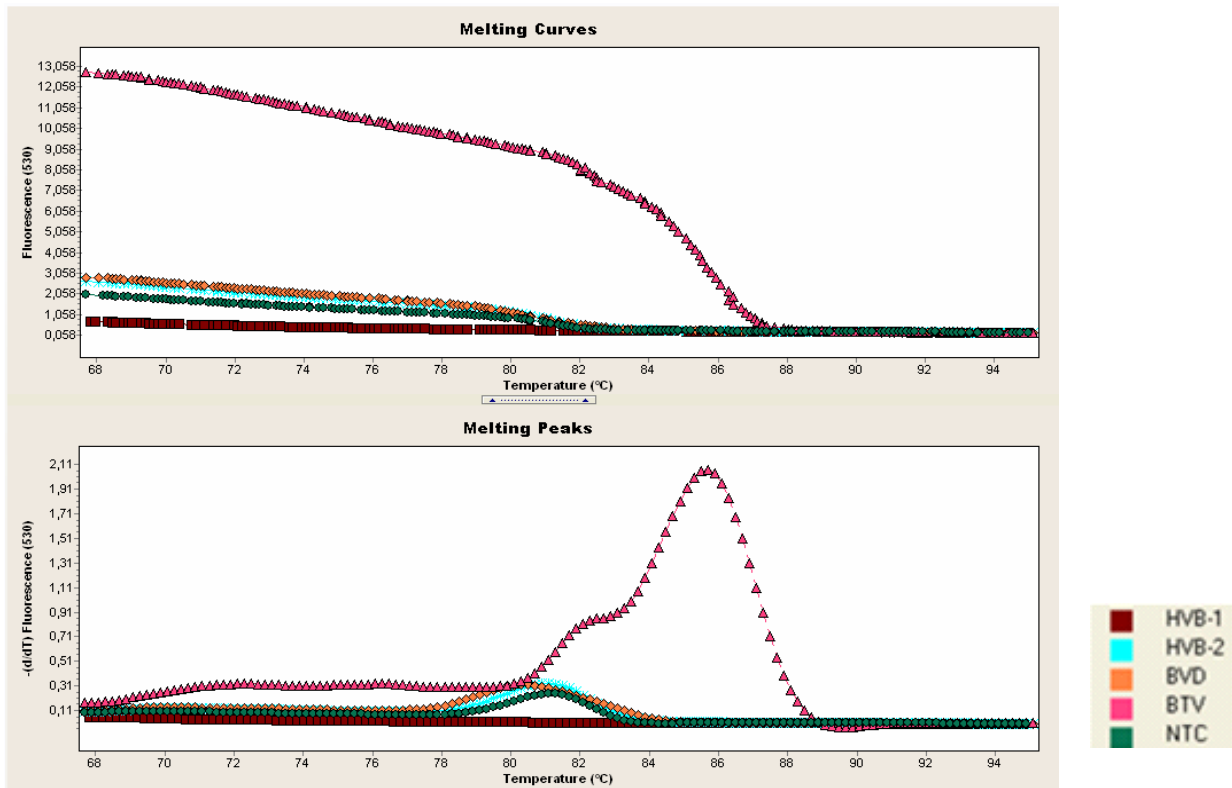 Melting Curves
Fluorescence (530)
13,058
12,058
11,058
10,058
9,058
8,058
7,058
6,058
5,058
4,058
3,058
2,058
1,058
0,058
68 70 72 74 76 78 80 82 84 86 88 90 92 94
Temperature (°C)
Melting Peaks
-(d/dT) Fluorescence (530)
2,11
1,91
1,71
1,51
1,31
1,11
0,91
0,71
0,51
0,31
0,11
68 70 72 74 76 78 80 82 84 86 88 90 92 94
Temperature (°C)
HVB-1
HVB-2
BVD
BTV
NTC